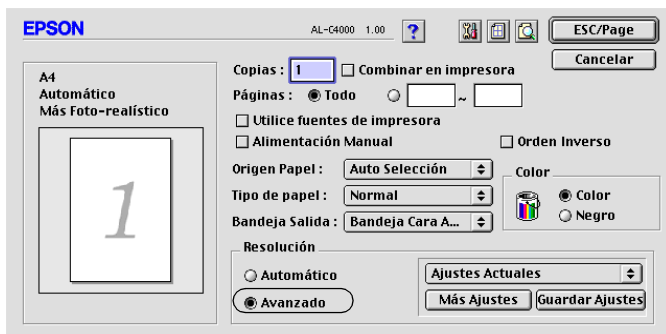 EPSON
AL-C4000 1.00
?
ESC/Page
Cancelar
A4
Automático
Más Foto-realístico
1
Copias : 1
Combinar en impresora
Páginas : Todo ~
Utilice fuentes de impresora
Alimentación Manual
Orden Inverso
Origen Papel : Auto Selección
Tipo de papel : Normal
Bandeja Salida : Bandeja Cara A...
Color
Color
Negro
Resolución
Automático
Avanzado
Ajustes Actuales
Más Ajustes
Guardar Ajustes